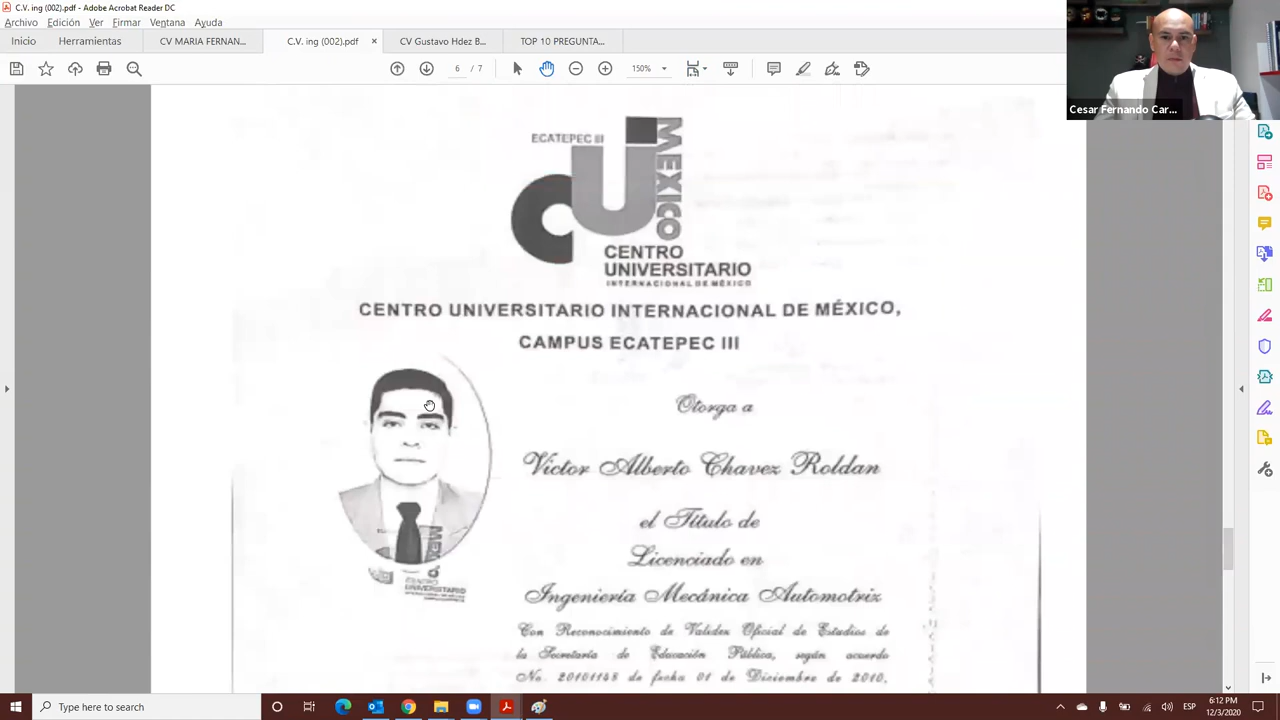 C.V. ing (002).pdf - Adobe Acrobat Reader DC
Archivo Edición Ver Firmar Ventana Ayuda
Inicio Herramientas CV MARIA FERNAN... C.V. ing (002).pdf × CV Gustavo Hdez B... TOP 10 PREGUNTA...
6 / 7 150%
Cesar Fernando Car...
ECATEPEC III
CU
MEXICO
CENTRO
UNIVERSITARIO
INTERNACIONAL DE MÉXICO
CENTRO UNIVERSITARIO INTERNACIONAL DE MÉXICO,
CAMPUS ECATEPEC III
Otorga a
Victor Alberto Chavez Roldan
el Título de
Licenciado en
Ingeniería Mecánica Automotriz
Con Reconocimiento de Validez Oficial de Estudios de
la Secretaría de Educación Pública, según acuerdo
No. 20101148 de fecha 01 de Diciembre de 2010,
MEXICO
CENTRO
UNIVERSITARIO
Type here to search
ESP
6:12 PM
12/3/2020